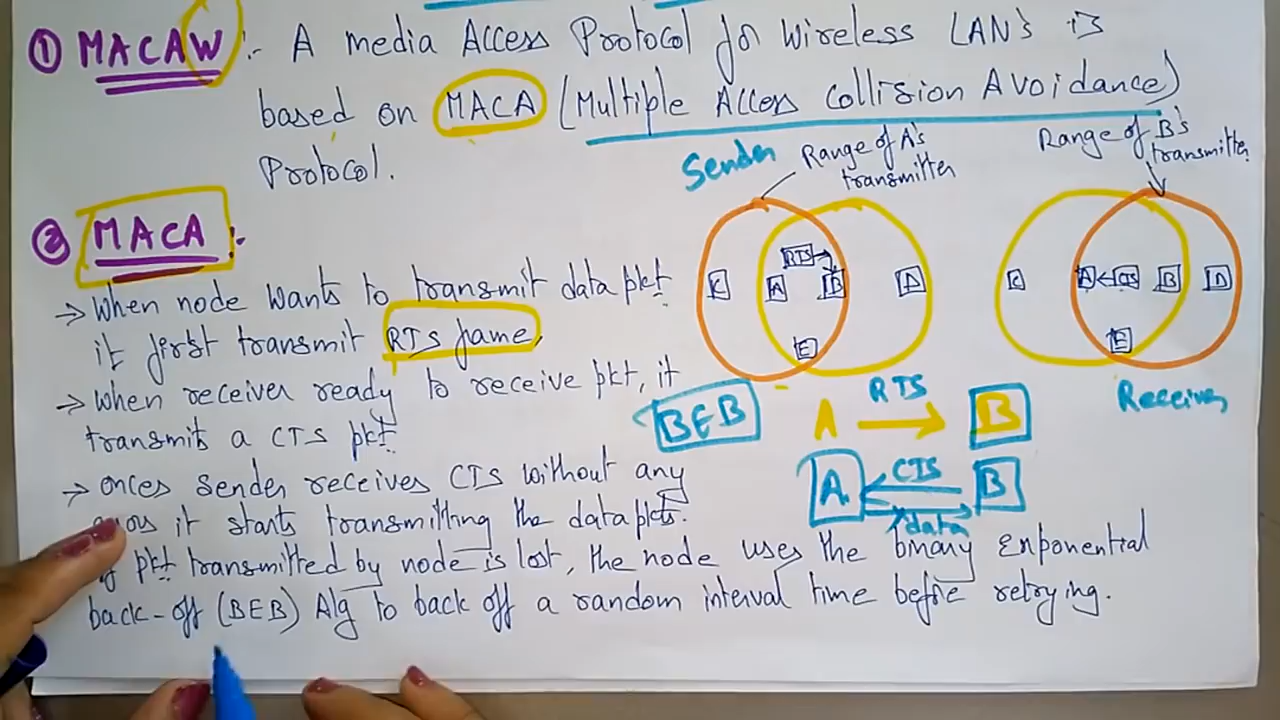 ① MACAW :- A media Access Protocol for Wireless LAN's is
based on MACA (Multiple Access Collision Avoidance)
Protocol.
Sender
Range of A's
transmitter
Range of B's
transmitter
② MACA :-
→ When node wants to transmit data pkt
it first transmit RTS frame.
→ When receiver ready to receive pkt, it
transmits a CTS pkt.
→ onces sender receives CTS without any
it starts transmitting the data pkts.
pkt transmitted by node is lost, the node uses the binary Exponential
back-off (BEB) Alg to back off a random interval time before retrying.
C A RTS→ B D E
C A ←CTS B D E
Receiver
BEB
A RTS → B
A ← CTS B
data